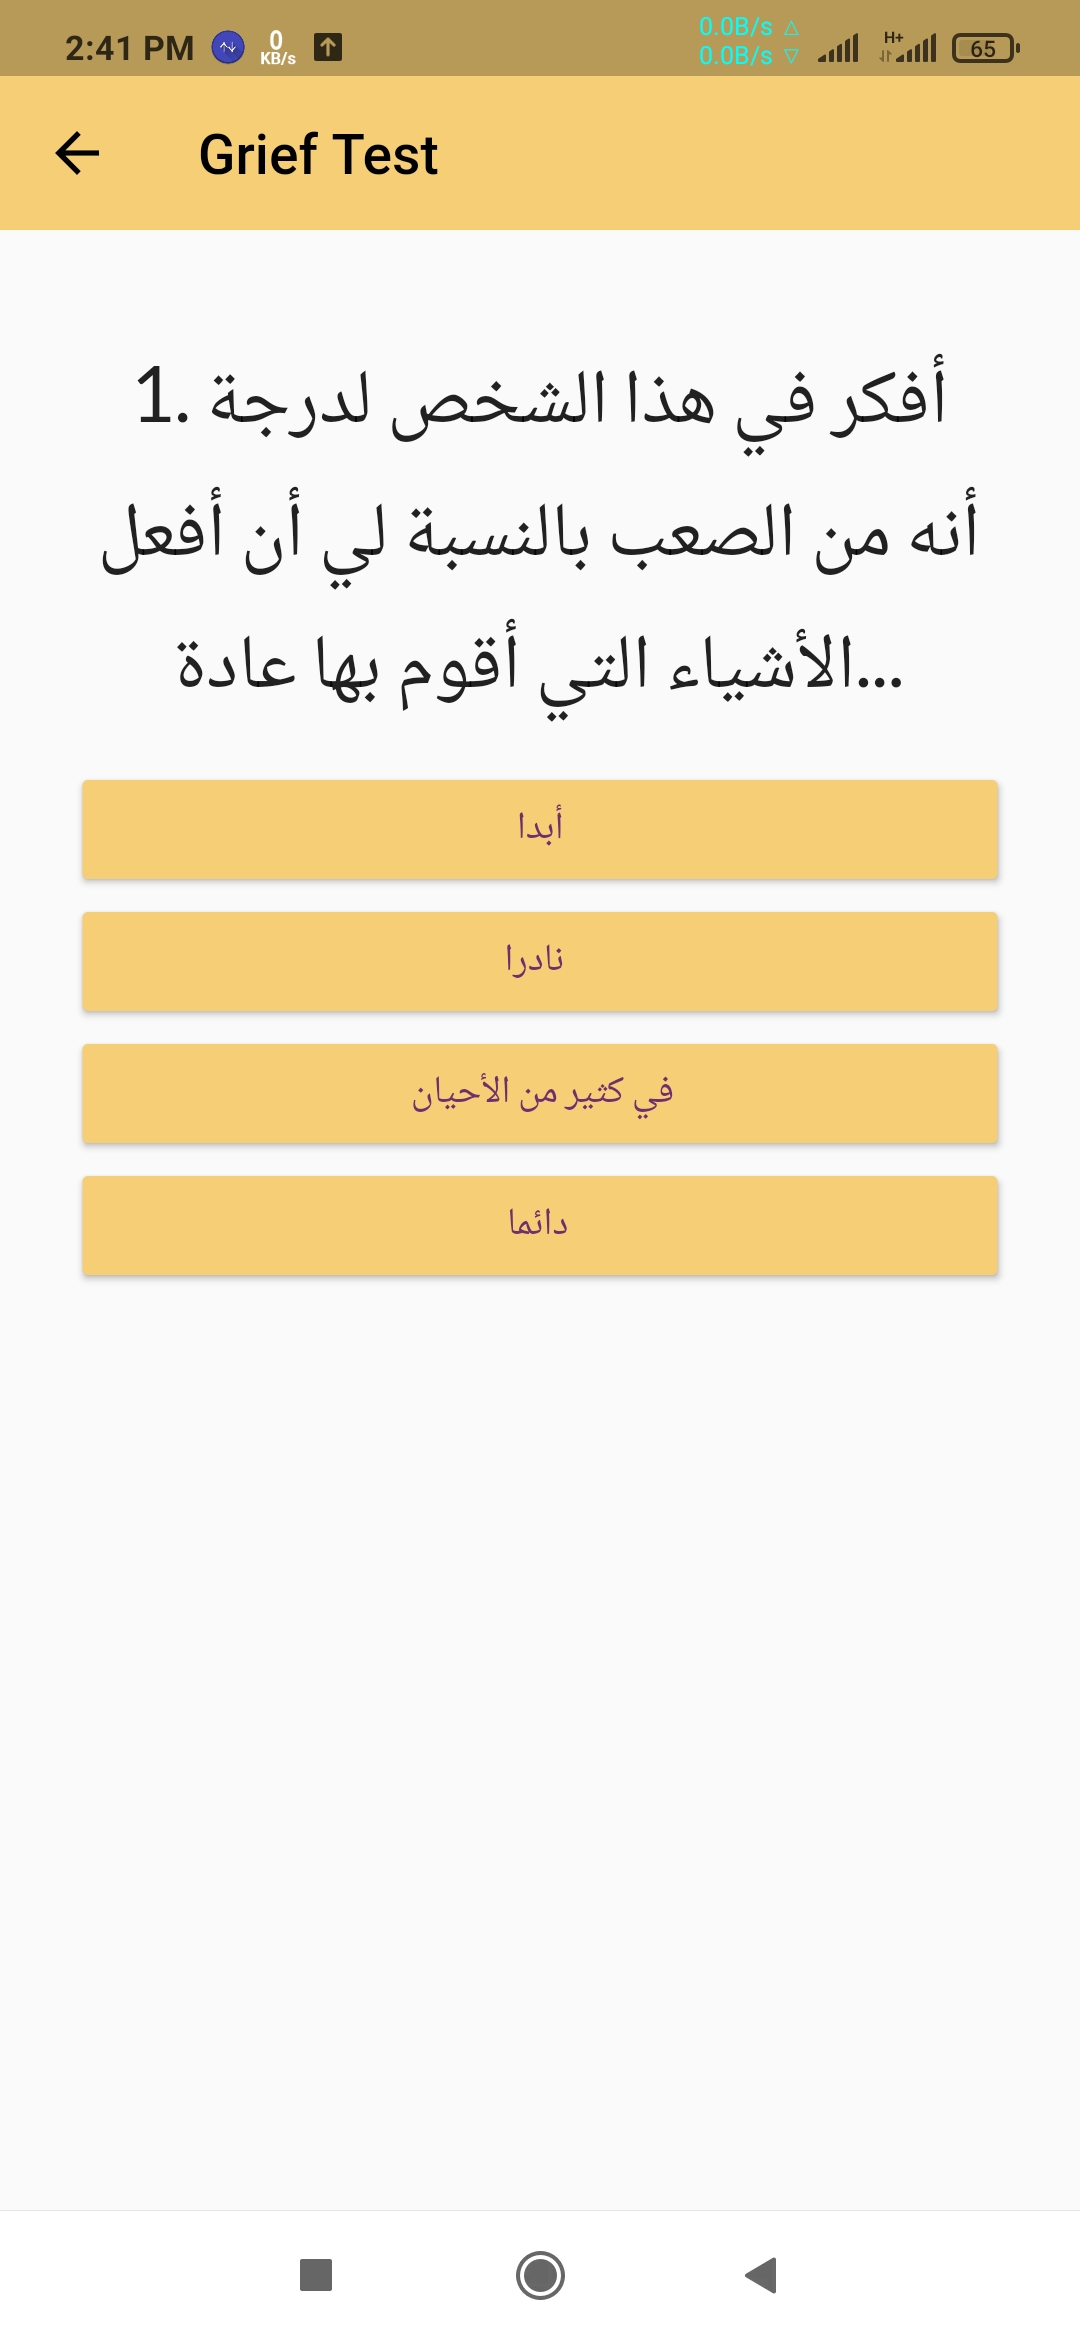 2:41 PM
0
KB/s
0.0B/s △
0.0B/s ▽
H+
65
Grief Test
1. أفكر في هذا الشخص لدرجة
أنه من الصعب بالنسبة لي أن أفعل
...الأشياء التي أقوم بها عادة
أبدا
نادرا
في كثير من الأحيان
دائما